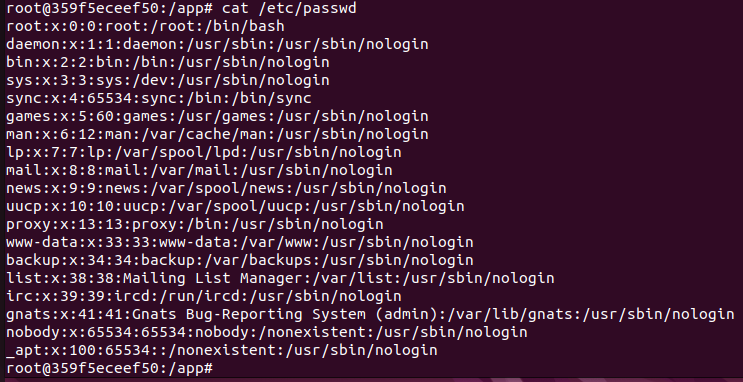 root@359f5eceef50:/app# cat /etc/passwd
root:x:0:0:root:/root:/bin/bash
daemon:x:1:1:daemon:/usr/sbin:/usr/sbin/nologin
bin:x:2:2:bin:/bin:/usr/sbin/nologin
sys:x:3:3:sys:/dev:/usr/sbin/nologin
sync:x:4:65534:sync:/bin:/bin/sync
games:x:5:60:games:/usr/games:/usr/sbin/nologin
man:x:6:12:man:/var/cache/man:/usr/sbin/nologin
lp:x:7:7:lp:/var/spool/lpd:/usr/sbin/nologin
mail:x:8:8:mail:/var/mail:/usr/sbin/nologin
news:x:9:9:news:/var/spool/news:/usr/sbin/nologin
uucp:x:10:10:uucp:/var/spool/uucp:/usr/sbin/nologin
proxy:x:13:13:proxy:/bin:/usr/sbin/nologin
www-data:x:33:33:www-data:/var/www:/usr/sbin/nologin
backup:x:34:34:backup:/var/backups:/usr/sbin/nologin
list:x:38:38:Mailing List Manager:/var/list:/usr/sbin/nologin
irc:x:39:39:ircd:/run/ircd:/usr/sbin/nologin
gnats:x:41:41:Gnats Bug-Reporting System (admin):/var/lib/gnats:/usr/sbin/nologin
nobody:x:65534:65534:nobody:/nonexistent:/usr/sbin/nologin
_apt:x:100:65534::/nonexistent:/usr/sbin/nologin
root@359f5eceef50:/app#